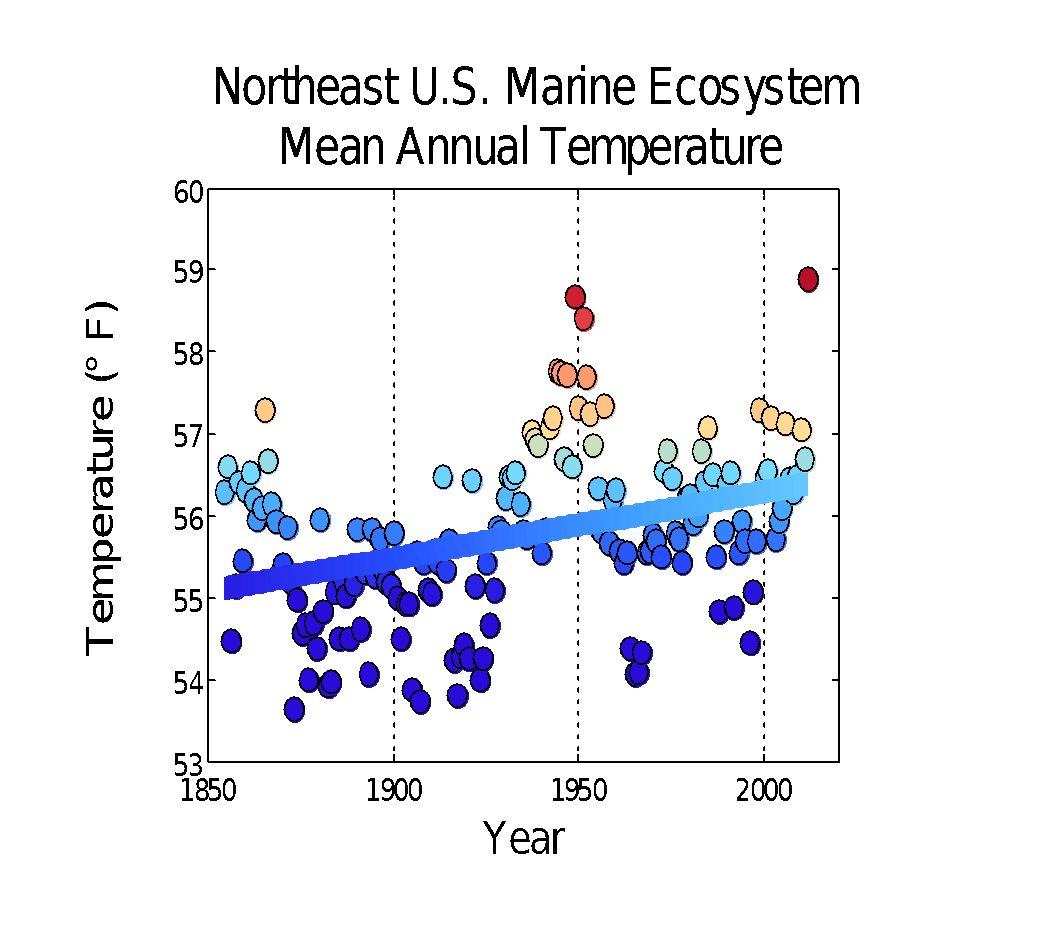 Northeast U.S. Marine Ecosystem
Mean Annual Temperature
60
59
58
57
56
55
54
53
Temperature (° F)
1850 1900 1950 2000
Year